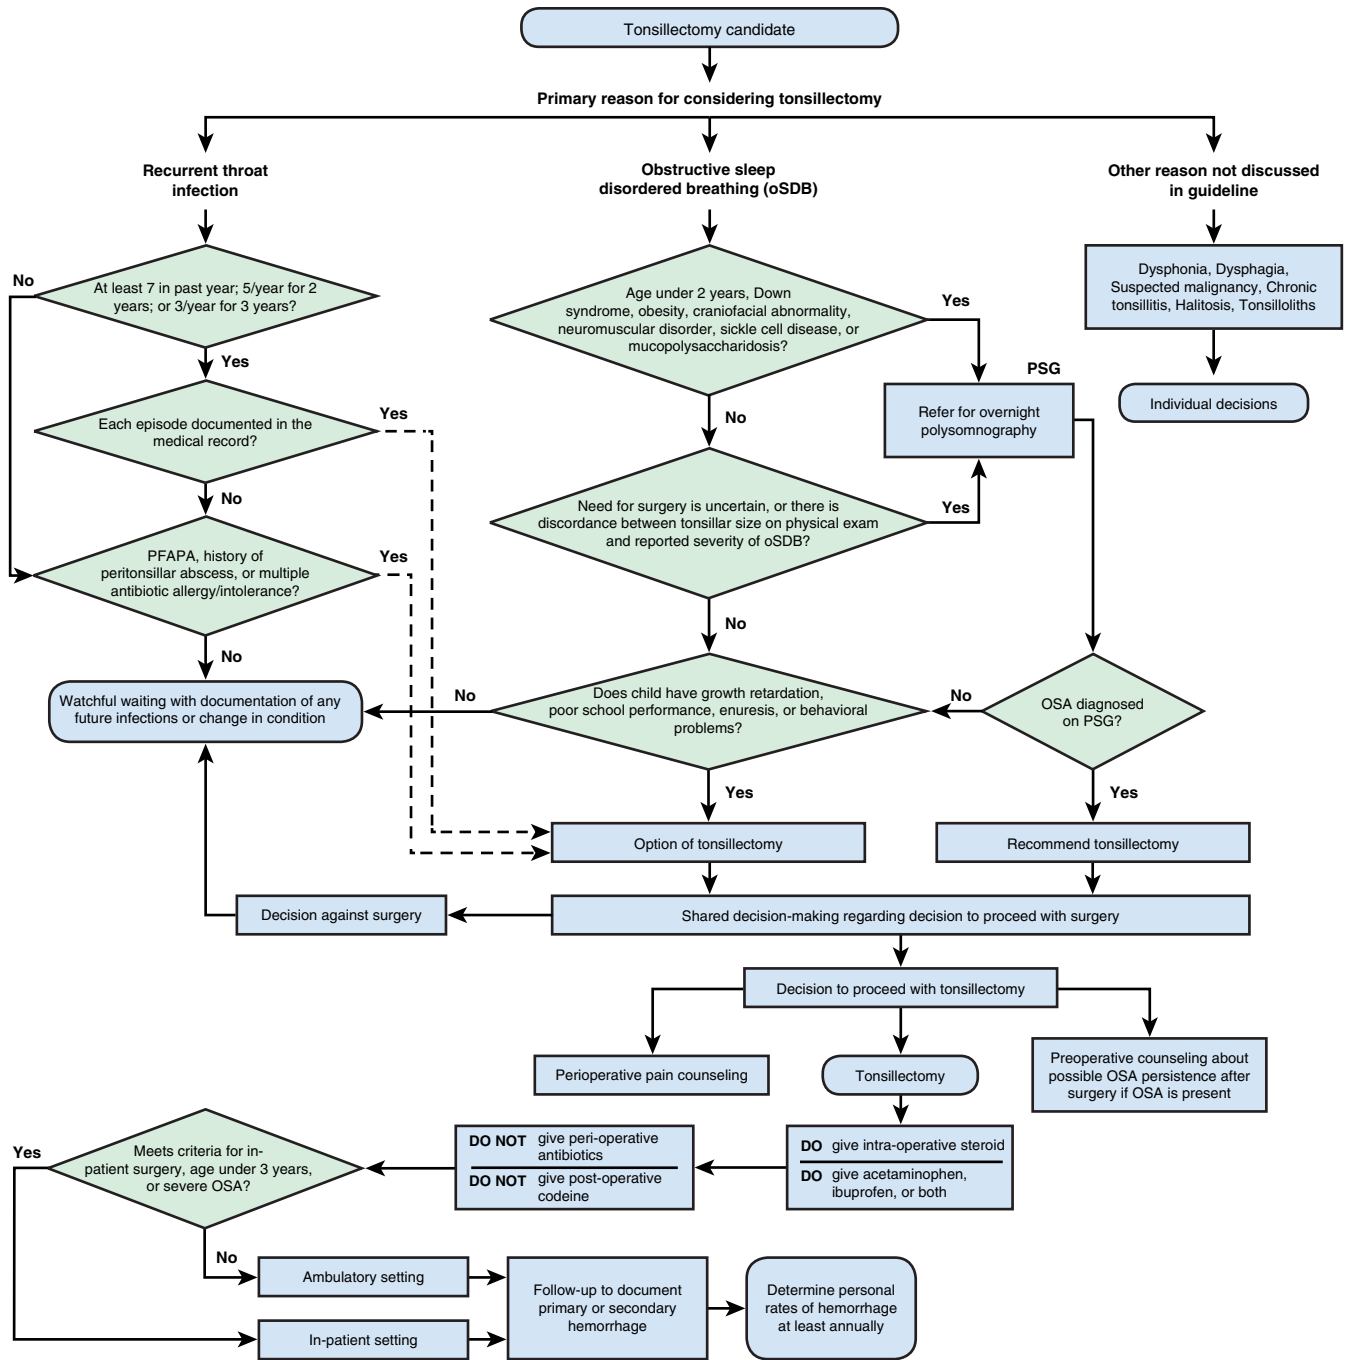 Tonsillectomy candidate
Primary reason for considering tonsillectomy
Recurrent throat
infection
Obstructive sleep
disordered breathing (oSDB)
Other reason not discussed
in guideline
No
At least 7 in past year; 5/year for 2
years; or 3/year for 3 years?
Yes
Each episode documented in the
medical record?
Yes
No
PFAPA, history of
peritonsillar abscess, or multiple
antibiotic allergy/intolerance?
Yes
No
Watchful waiting with documentation of any
future infections or change in condition
Age under 2 years, Down
syndrome, obesity, craniofacial abnormality,
neuromuscular disorder, sickle cell disease, or
mucopolysaccharidosis?
Yes
No
PSG
Refer for overnight
polysomnography
Need for surgery is uncertain, or there is
discordance between tonsillar size on physical exam
and reported severity of oSDB?
Yes
No
Does child have growth retardation,
poor school performance, enuresis, or behavioral
problems?
No
Yes
OSA diagnosed
on PSG?
No
Yes
Dysphonia, Dysphagia,
Suspected malignancy, Chronic
tonsillitis, Halitosis, Tonsilloliths
Individual decisions
Option of tonsillectomy
Recommend tonsillectomy
Decision against surgery
Shared decision-making regarding decision to proceed with surgery
Decision to proceed with tonsillectomy
Perioperative pain counseling
Tonsillectomy
Preoperative counseling about
possible OSA persistence after
surgery if OSA is present
DO give intra-operative steroid
DO give acetaminophen,
ibuprofen, or both
DO NOT give peri-operative
antibiotics
DO NOT give post-operative
codeine
Meets criteria for in-
patient surgery, age under 3 years,
or severe OSA?
Yes
No
Ambulatory setting
In-patient setting
Follow-up to document
primary or secondary
hemorrhage
Determine personal
rates of hemorrhage
at least annually